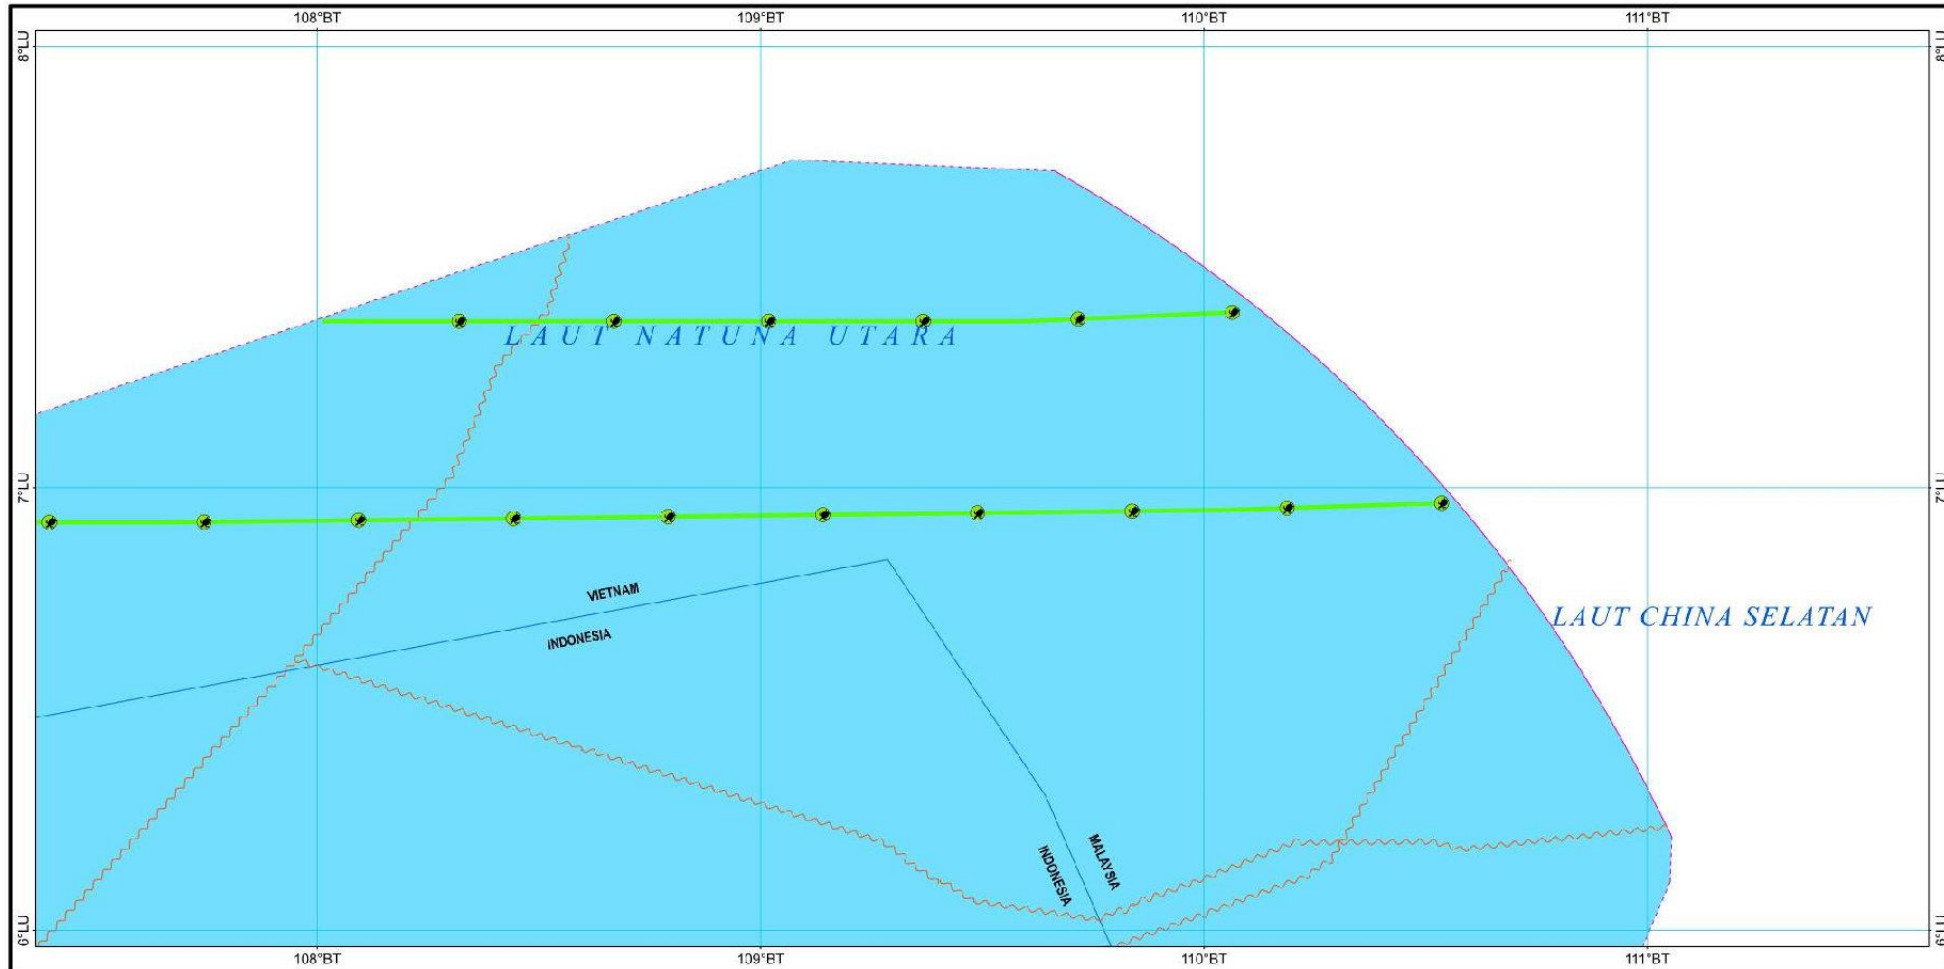 108°BT 109°BT 110°BT 111°BT
8°LU 8°LU
LAUT NATUNA UTARA
7°LU 7°LU
VIETNAM
INDONESIA
LAUT CHINA SELATAN
MALAYSIA
INDONESIA
6°LU 6°LU
108°BT 109°BT 110°BT 111°BT